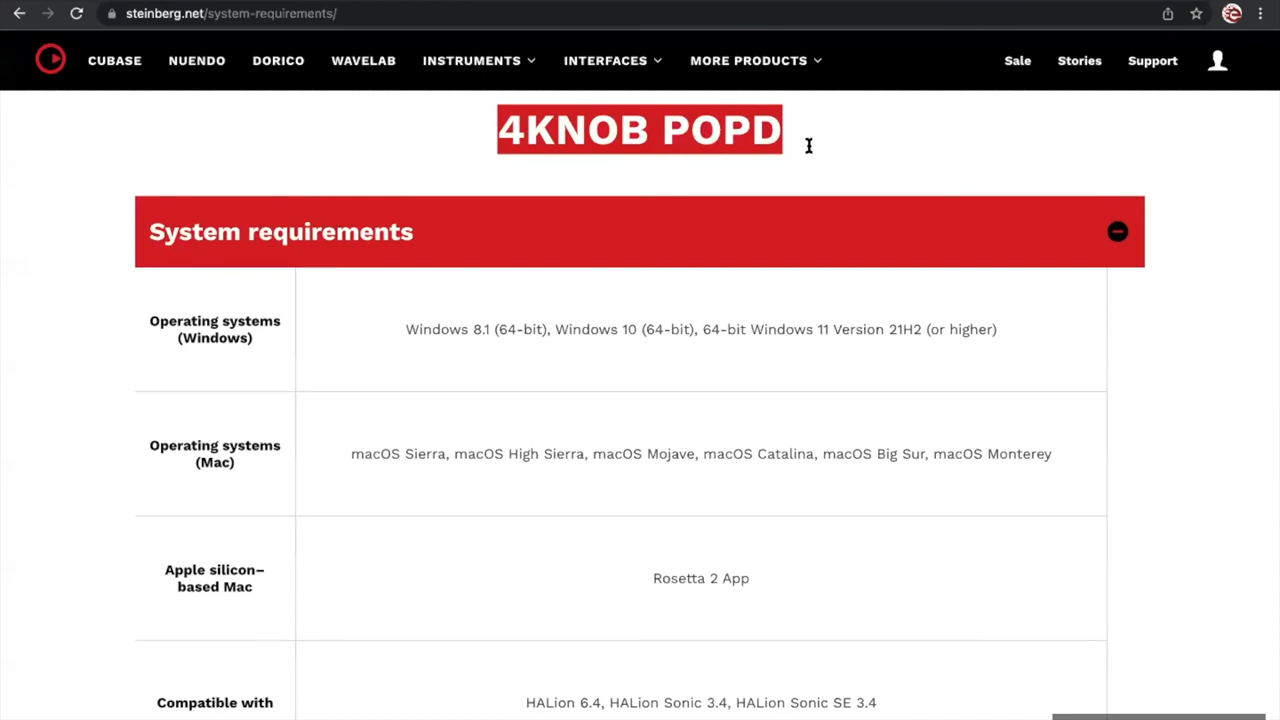 steinberg.net/system-requirements/
CUBASE NUENDO DORICO WAVELAB INSTRUMENTS INTERFACES MORE PRODUCTS Sale Stories Support
4KNOB POPD
System requirements
Operating systems
(Windows)
Windows 8.1 (64-bit), Windows 10 (64-bit), 64-bit Windows 11 Version 21H2 (or higher)
Operating systems
(Mac)
macOS Sierra, macOS High Sierra, macOS Mojave, macOS Catalina, macOS Big Sur, macOS Monterey
Apple silicon–
based Mac
Rosetta 2 App
Compatible with
HALion 6.4, HALion Sonic 3.4, HALion Sonic SE 3.4